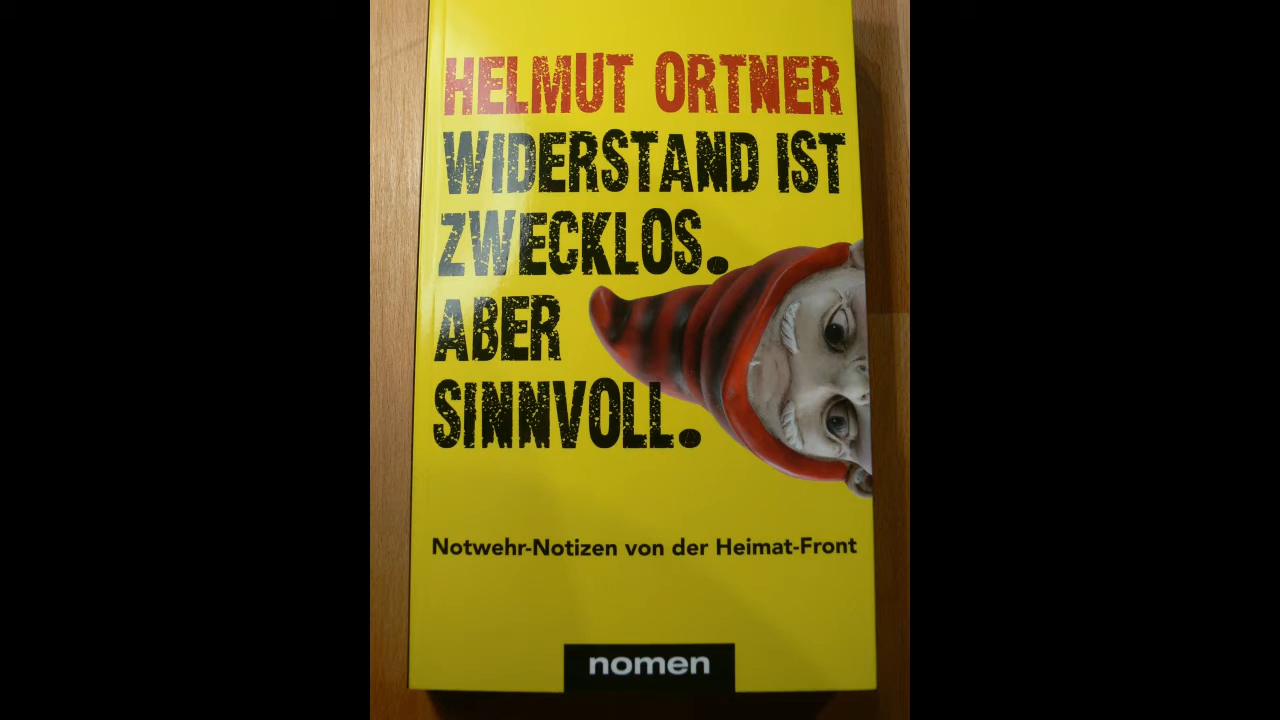 HELMUT ORTNER
WIDERSTAND IST
ZWECKLOS.
ABER
SINNVOLL.
Notwehr-Notizen von der Heimat-Front
nomen